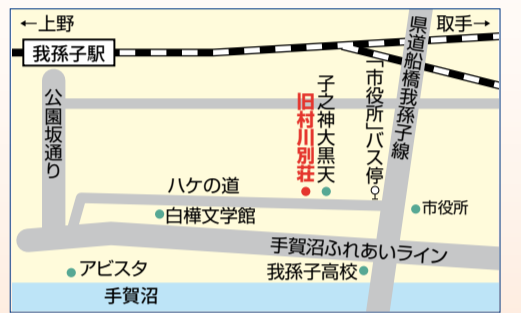 ←上野
取手→
我孫子駅
県道船橋我孫子線
「市役所」バス停
子之神大黒天
旧村川別荘
公園坂通り
ハケの道
白樺文学館
市役所
手賀沼ふれあいライン
アビスタ
我孫子高校
手賀沼